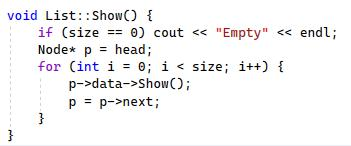 void List::Show() {
    if (size == 0) cout << "Empty" << endl;
    Node* p = head;
    for (int i = 0; i < size; i++) {
        p->data->Show();
        p = p->next;
    }
}